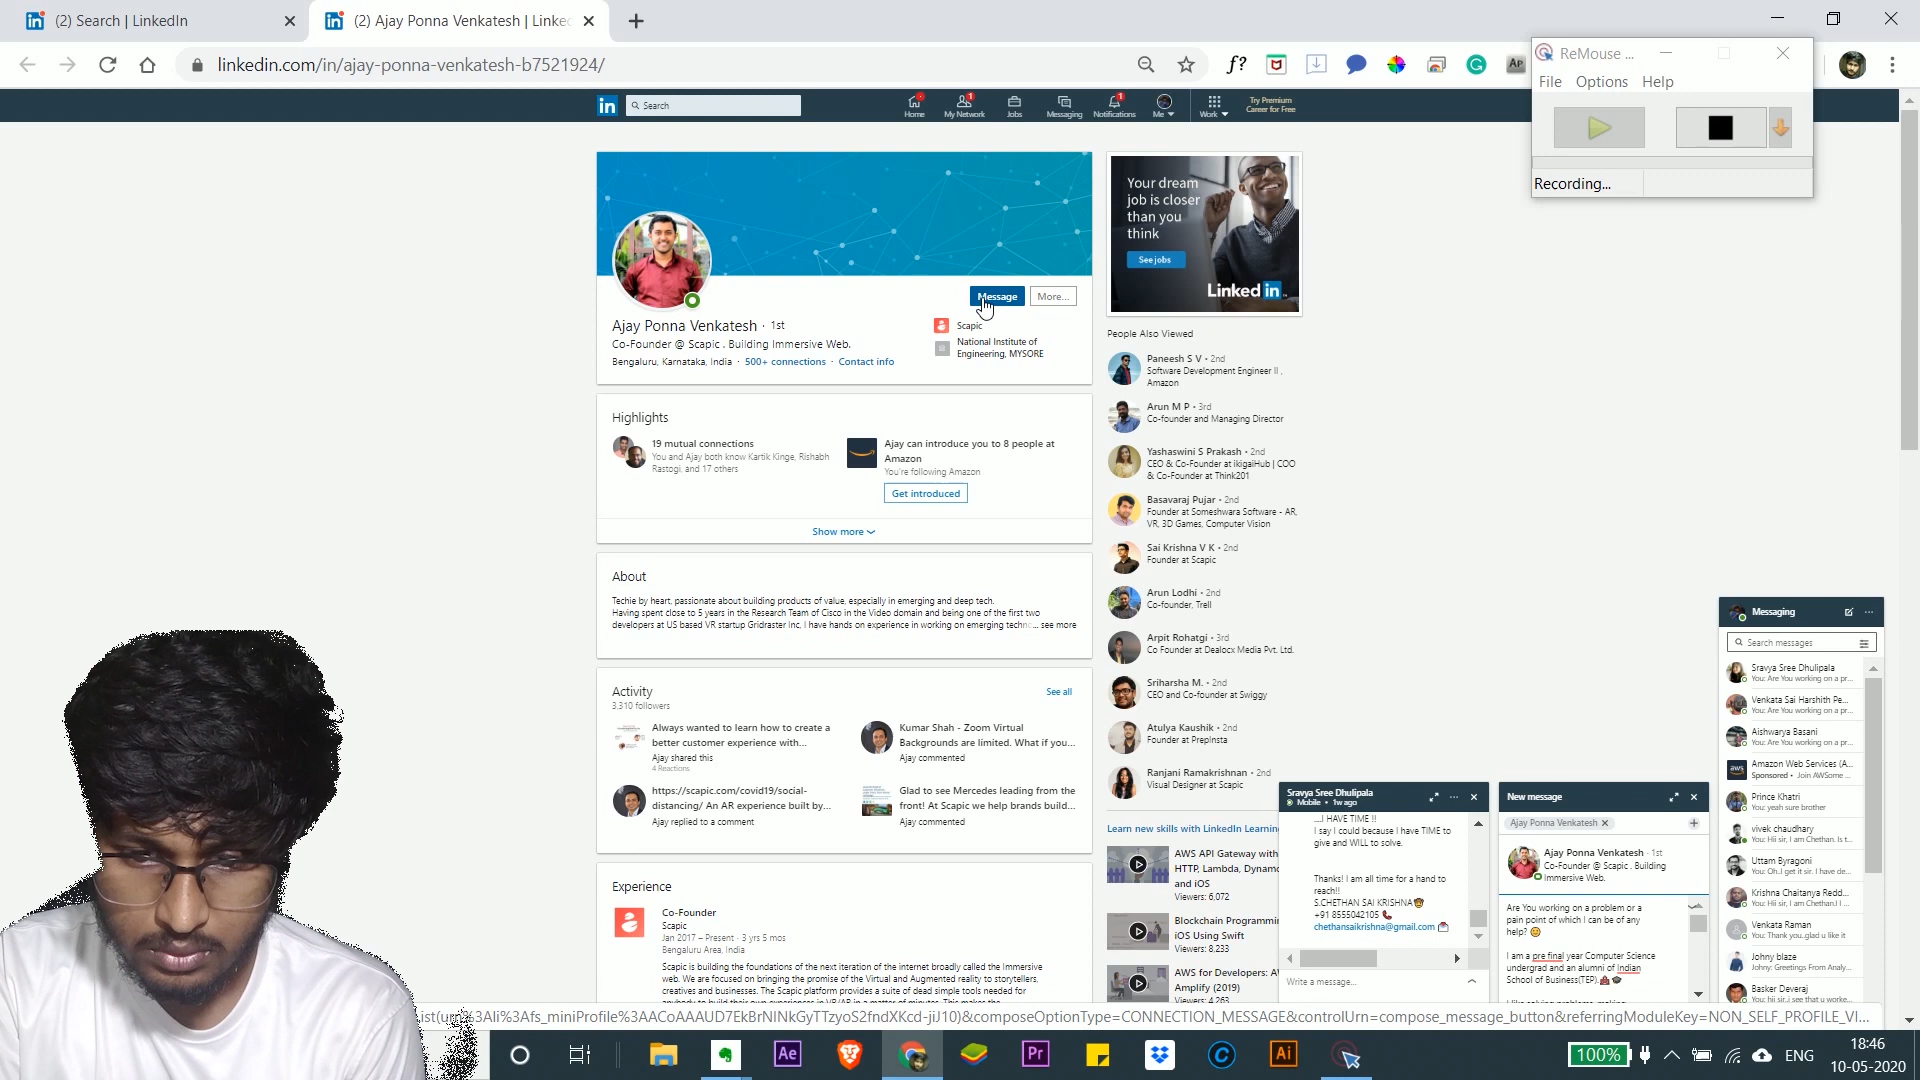 (2) Search | LinkedIn
(2) Ajay Ponna Venkatesh | Linke
linkedin.com/in/ajay-ponna-venkatesh-b7521924/
f?
AP
ReMouse ...
File Options Help
Recording...
in
Search
Home
My Network
Jobs
Messaging
Notifications
Me
Work
Try Premium
Career for Free
Message
More...
Ajay Ponna Venkatesh · 1st
Co-Founder @ Scapic . Building Immersive Web.
Bengaluru, Karnataka, India · 500+ connections · Contact info
Scapic
National Institute of
Engineering, MYSORE
Highlights
19 mutual connections
You and Ajay both know Kartik Kinge, Rishabh
Rastogi, and 17 others
Ajay can introduce you to 8 people at
Amazon
You're following Amazon
Get introduced
Show more
About
Techie by heart, passionate about building products of value, especially in emerging and deep tech.
Having spent close to 5 years in the Research Team of Cisco in the Video domain and being one of the first two
developers at US based VR startup Gridraster Inc, I have hands on experience in working on emerging techno... see more
Activity
See all
3,310 followers
Always wanted to learn how to create a
better customer experience with...
Ajay shared this
4 Reactions
Kumar Shah - Zoom Virtual
Backgrounds are limited. What if you...
Ajay commented
https://scapic.com/covid19/social-
distancing/ An AR experience built by...
Ajay replied to a comment
Glad to see Mercedes leading from the
front! At Scapic we help brands build...
Ajay commented
Experience
Co-Founder
Scapic
Jan 2017 – Present · 3 yrs 5 mos
Bengaluru Area, India
Scapic is building the foundations of the next iteration of the internet broadly called the Immersive
web. We are focused on bringing the promise of the Virtual and Augmented reality to storytellers,
creatives and businesses. The Scapic platform provides a suite of dead simple tools needed for
anybody to build their own experiences in VR/AR in a matter of minutes. This makes the
Your dream
job is closer
than you
think
See jobs
Linked in
People Also Viewed
Paneesh S V • 2nd
Software Development Engineer II ,
Amazon
Arun M P • 3rd
Co-founder and Managing Director
Yashaswini S Prakash • 2nd
CEO & Co-Founder at ikigaiHub | COO
& Co-Founder at Think201
Basavaraj Pujar • 2nd
Founder at Someshwara Software - AR,
VR, 3D Games, Computer Vision
Sai Krishna V K • 2nd
Founder at Scapic
Arun Lodhi • 2nd
Co-founder, Trell
Arpit Rohatgi • 3rd
Co Founder at Dealocx Media Pvt. Ltd.
Sriharsha M. • 2nd
CEO and Co-founder at Swiggy
Atulya Kaushik • 2nd
Founder at PrepInsta
Ranjani Ramakrishnan • 2nd
Visual Designer at Scapic
Learn new skills with LinkedIn Learnin
AWS API Gateway with
HTTP, Lambda, Dynamo
and iOS
Viewers: 6,072
Blockchain Programmi
iOS Using Swift
Viewers: 8,233
AWS for Developers: A
Amplify (2019)
Viewers: 4,263
Sravya Sree Dhulipala
Mobile • 1w ago
....I HAVE TIME !!
I say I could because I have TIME to
give and WILL to solve.
Thanks! I am all time for a hand to
reach!!
S.CHETHAN SAI KRISHNA
+91 8555042105
chethansaikrishna@gmail.com
Write a message...
New message
Ajay Ponna Venkatesh
Ajay Ponna Venkatesh · 1st
Co-Founder @ Scapic . Building
Immersive Web.
Are You working on a problem or a
pain point of which I can be of any
help?
I am a pre final year Computer Science
undergrad and an alumni of Indian
School of Business(TEP).
Messaging
Search messages
Sravya Sree Dhulipala
You: Are You working on a pr...
Venkata Sai Harshith Pe...
You: Are You working on a pr...
Aishwarya Basani
You: Are You working on a pr...
aws
Amazon Web Services (A...
Sponsored • Join AWSome ...
Prince Khatri
You: yeah sure brother
vivek chaudhary
You: Hii sir, I am Chethan. Is t...
Uttam Byragoni
You: Oh..I get it sir. I have de...
Krishna Chaitanya Redd...
You: Hii sir, I am Chethan.I I ...
Venkata Raman
You: Thank you..glad u like it
Johny blaze
Johny: Greetings From Analy...
Basker Deveraj
You: hii sir,i see that u worke...
ist(urn%3Ali%3Afs_miniProfile%3AACoAAAUD7EkBrNINkGyTTzyoS2fndXKcd-jiJ10)&composeOptionType=CONNECTION_MESSAGE&controlUrn=compose_message_button&referringModuleKey=NON_SELF_PROFILE_VI...
Ae
Pr
Ai
100%
ENG
18:46
10-05-2020